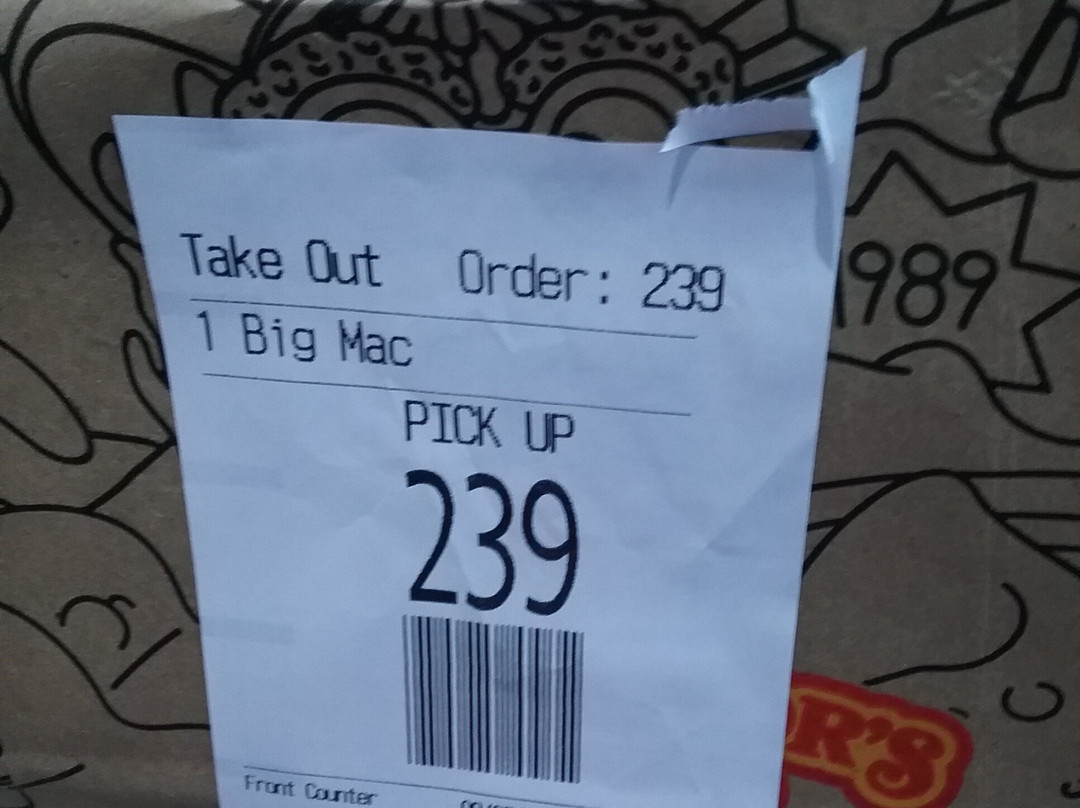 Take Out Order: 239
1 Big Mac
PICK UP
239
Front Counter
1989
R'S